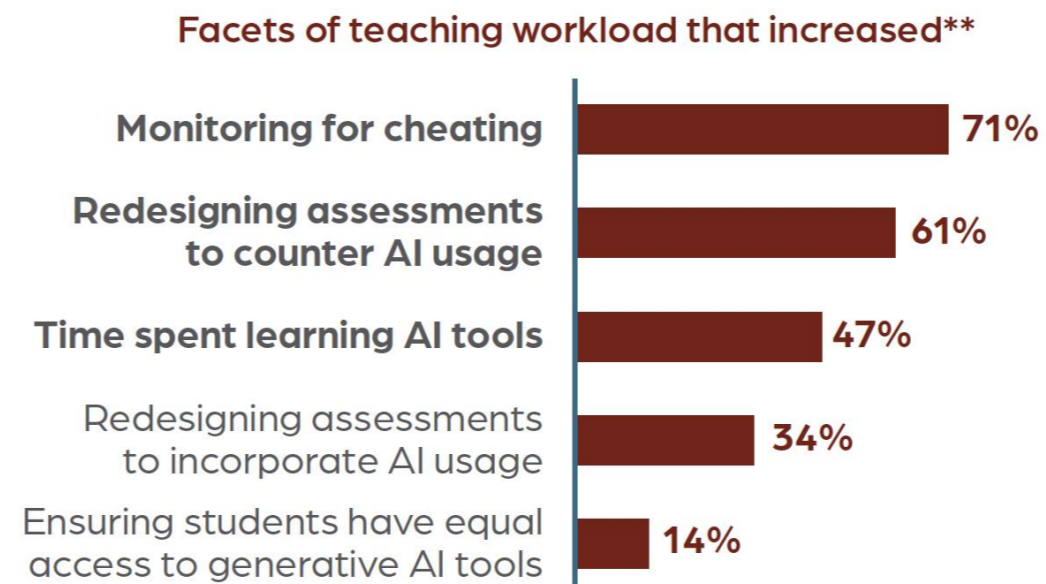 Facets of teaching workload that increased**
Monitoring for cheating
71%
Redesigning assessments
to counter AI usage
61%
Time spent learning AI tools
47%
Redesigning assessments
to incorporate AI usage
34%
Ensuring students have equal
access to generative AI tools
14%